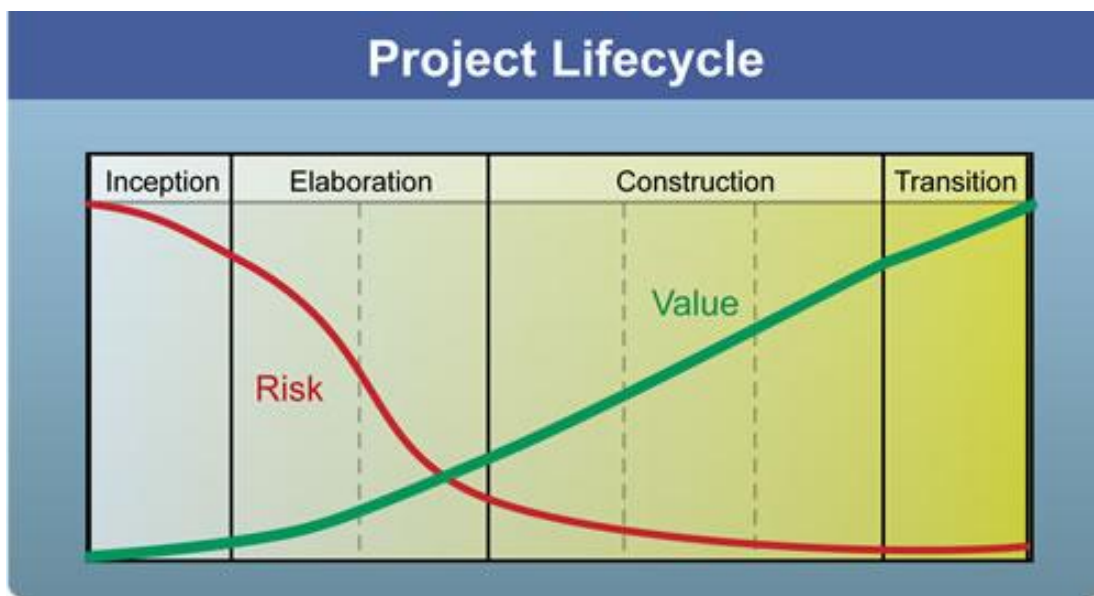 Project Lifecycle
Inception Elaboration Construction Transition
Value
Risk